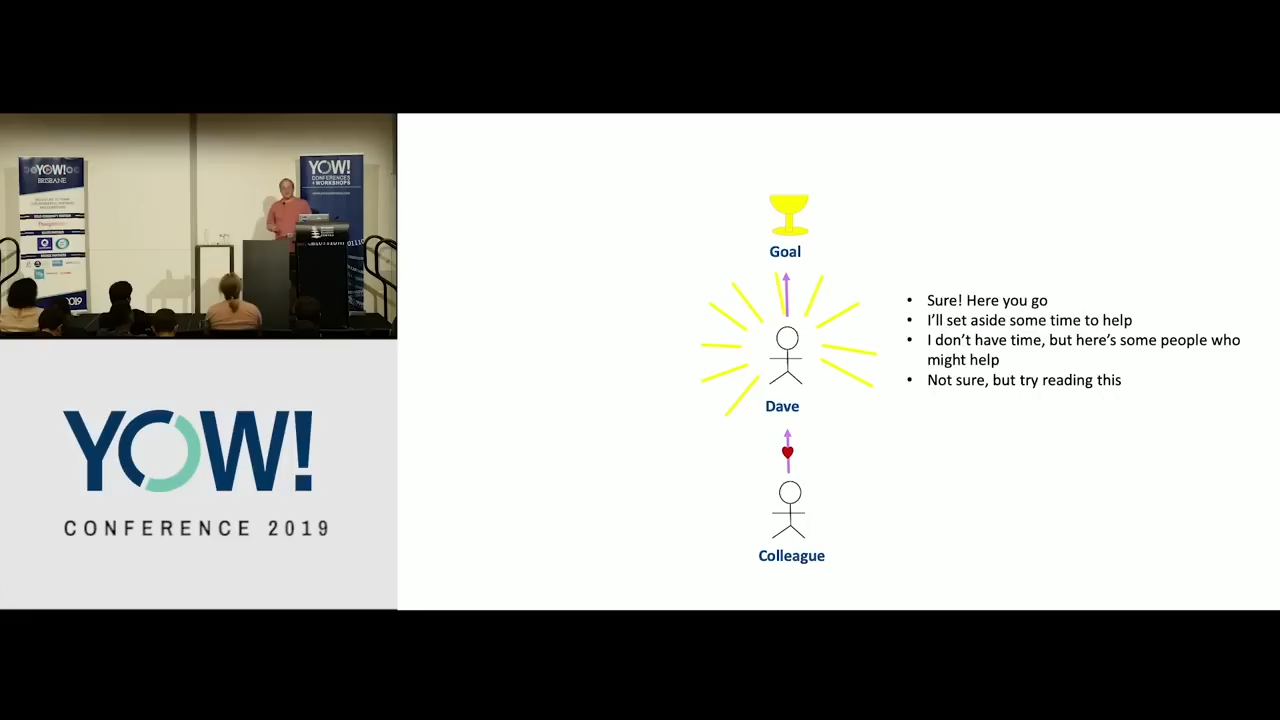 YOW!
BRISBANE
2019
YOW!
CONFERENCES
+ WORKSHOPS
YOW!
CONFERENCE 2019
Goal
Dave
Colleague
• Sure! Here you go
• I'll set aside some time to help
• I don't have time, but here's some people who
might help
• Not sure, but try reading this